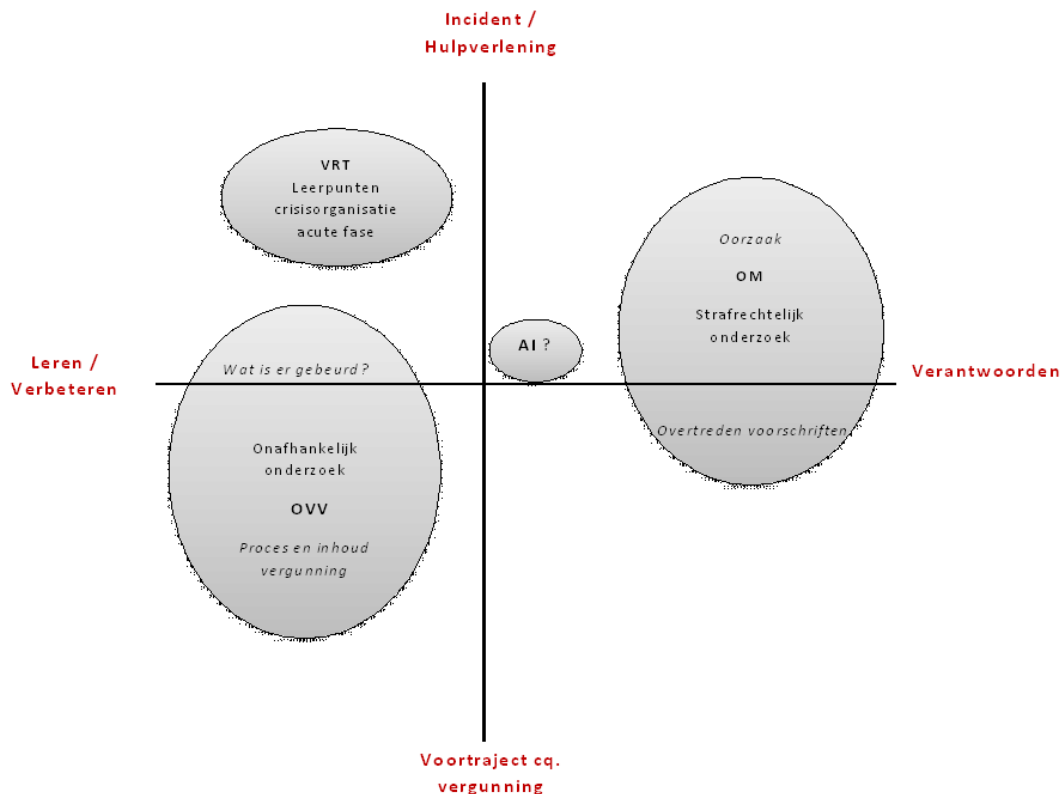 Incident /
Hulpverlening
VRT
Leerpunten
crisisorganisatie
acute fase
Oorzaak
OM
Strafrechtelijk
onderzoek
AI ?
Leren /
Verbeteren
Wat is er gebeurd?
Verantwoorden
Overtreden voorschriften
Onafhankelijk
onderzoek
OVV
Proces en inhoud
vergunning
Voortraject cq.
vergunning